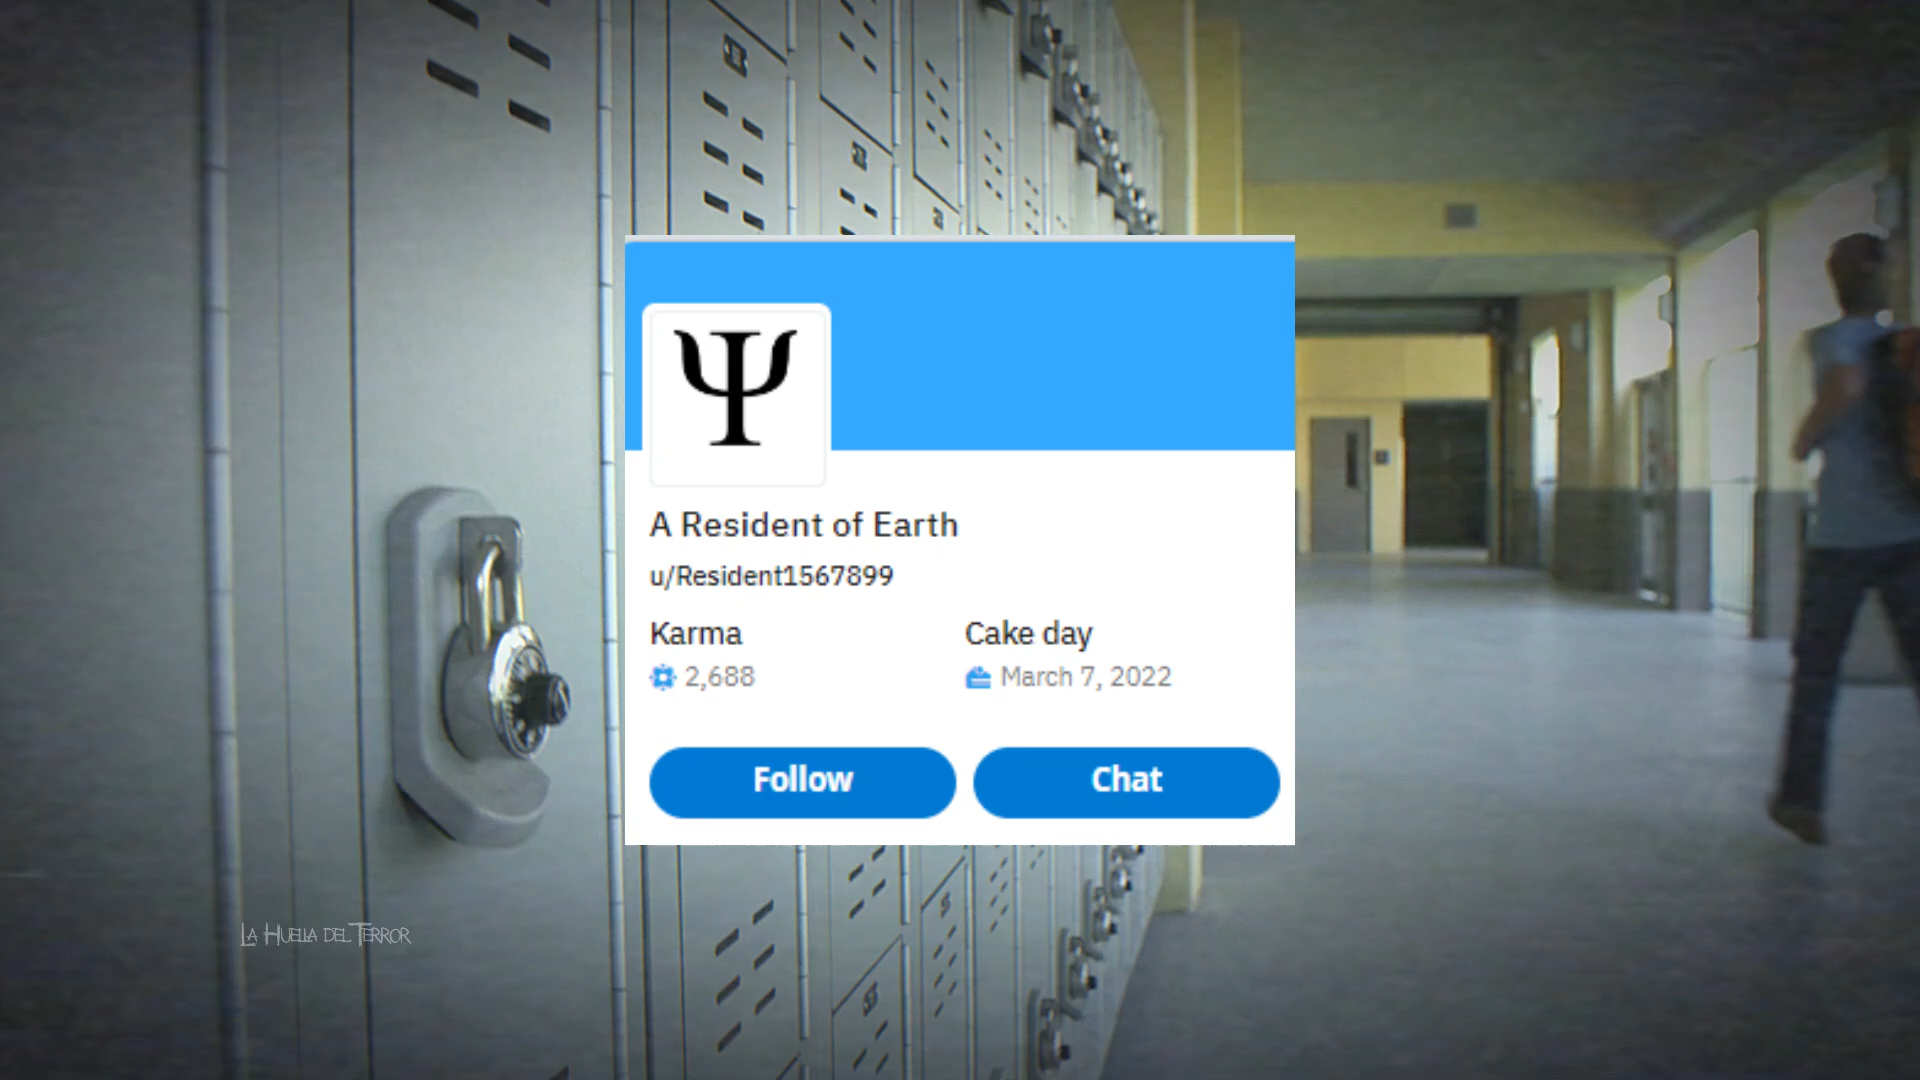 Ψ
A Resident of Earth
u/Resident1567899
Karma
Cake day
2,688
March 7, 2022
Follow
Chat
La Huella del Terror